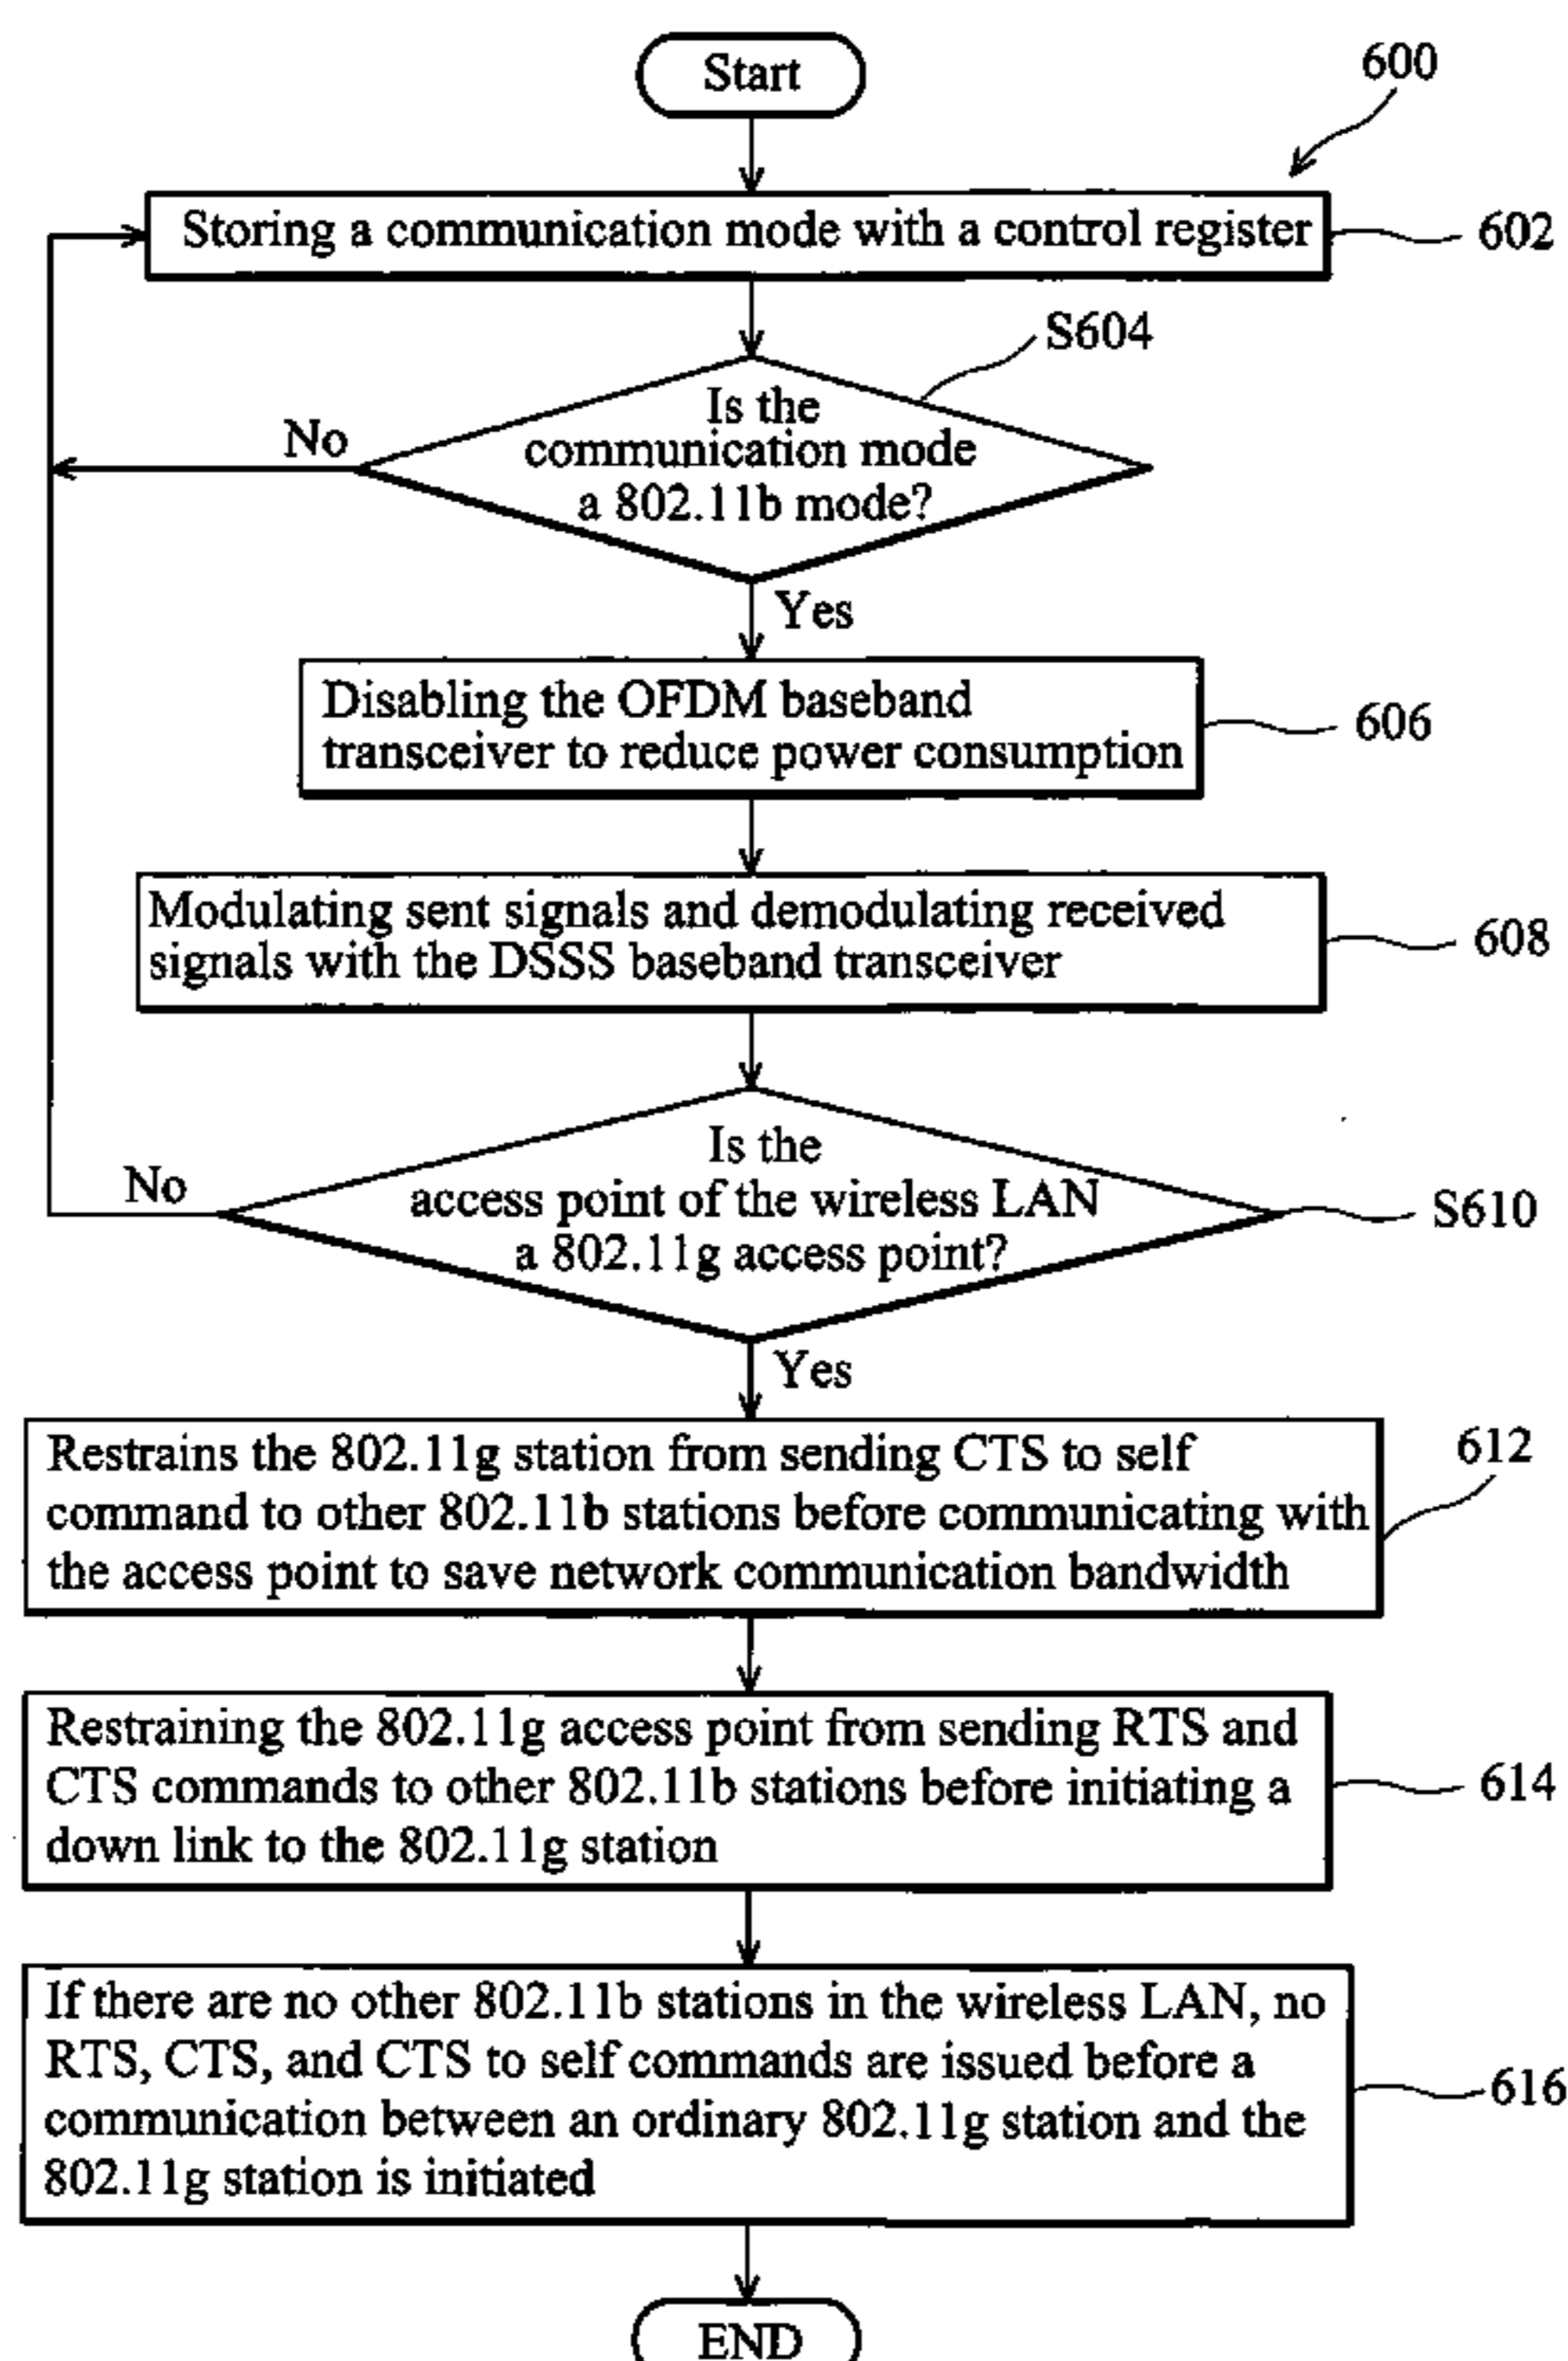 Start
600
Storing a communication mode with a control register
602
S604
Is the
communication mode
a 802.11b mode?
No
Yes
Disabling the OFDM baseband
transceiver to reduce power consumption
606
Modulating sent signals and demodulating received
signals with the DSSS baseband transceiver
608
Is the
access point of the wireless LAN
a 802.11g access point?
No
S610
Yes
Restrains the 802.11g station from sending CTS to self
command to other 802.11b stations before communicating with
the access point to save network communication bandwidth
612
Restraining the 802.11g access point from sending RTS and
CTS commands to other 802.11b stations before initiating a
down link to the 802.11g station
614
If there are no other 802.11b stations in the wireless LAN, no
RTS, CTS, and CTS to self commands are issued before a
communication between an ordinary 802.11g station and the
802.11g station is initiated
616
END